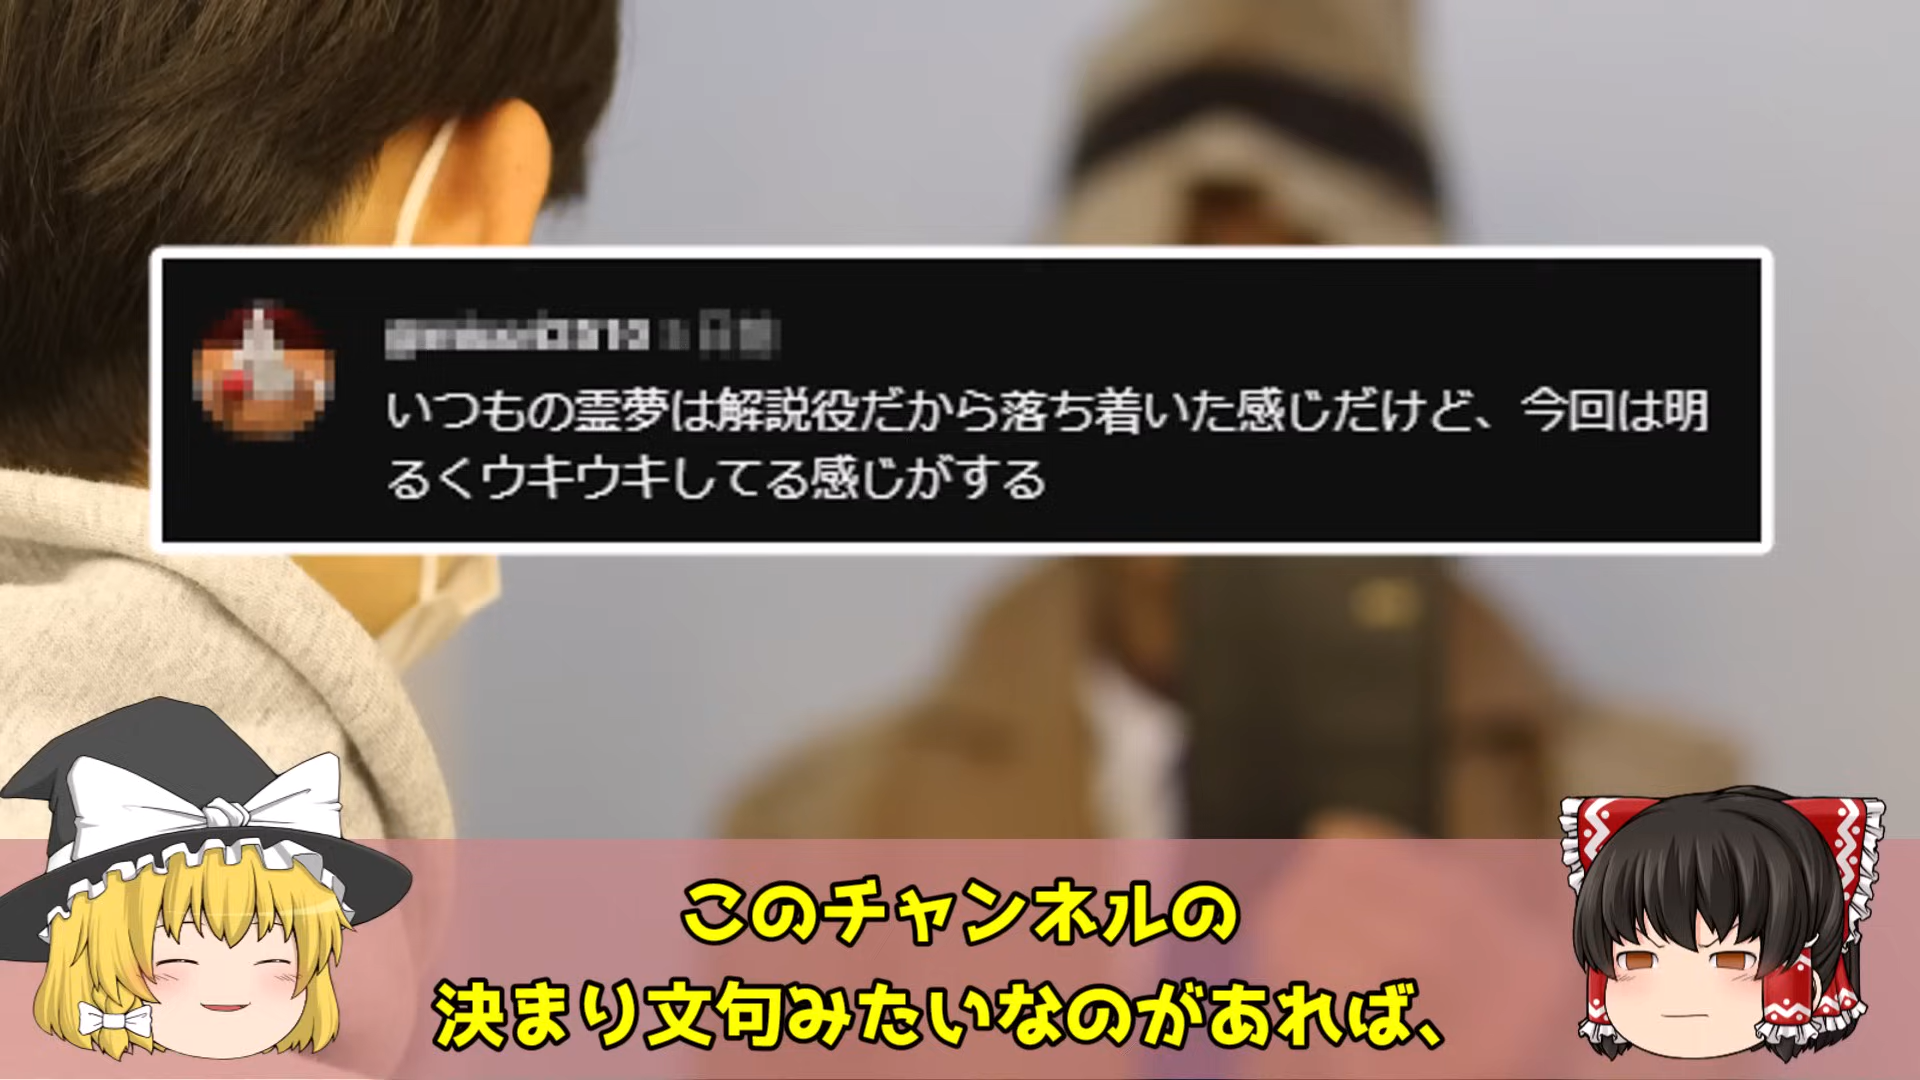 いつもの霊夢は解説役だから落ち着いた感じだけど、今回は明
るくウキウキしてる感じがする
このチャンネルの
決まり文句みたいなのがあれば、